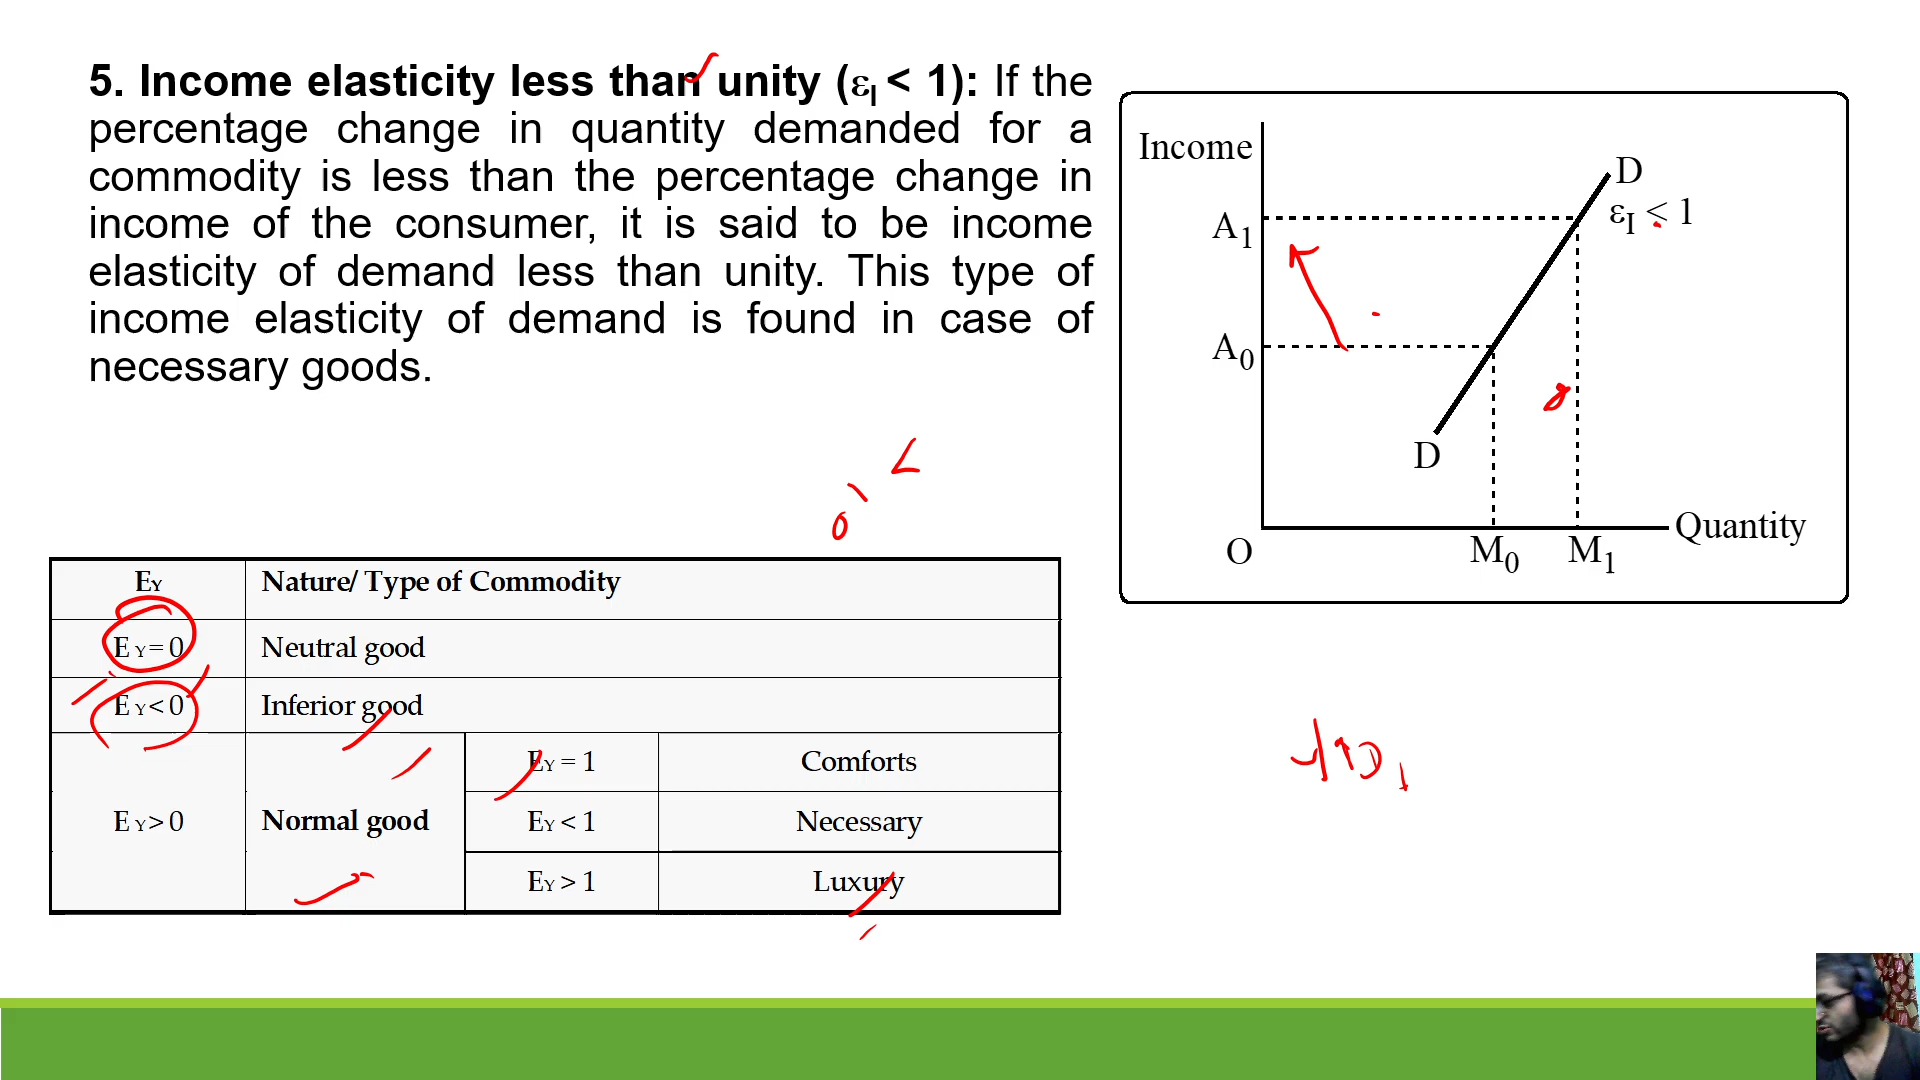 5. Income elasticity less than unity (εI < 1): If the
percentage change in quantity demanded for a
commodity is less than the percentage change in
income of the consumer, it is said to be income
elasticity of demand less than unity. This type of
income elasticity of demand is found in case of
necessary goods.
Income
D
εI < 1
A1
A0
D
O
M0 M1
Quantity
EY Nature/ Type of Commodity
E Y = 0 Neutral good
E Y < 0 Inferior good
E Y > 0 Normal good
EY = 1 Comforts
EY < 1 Necessary
EY > 1 Luxury